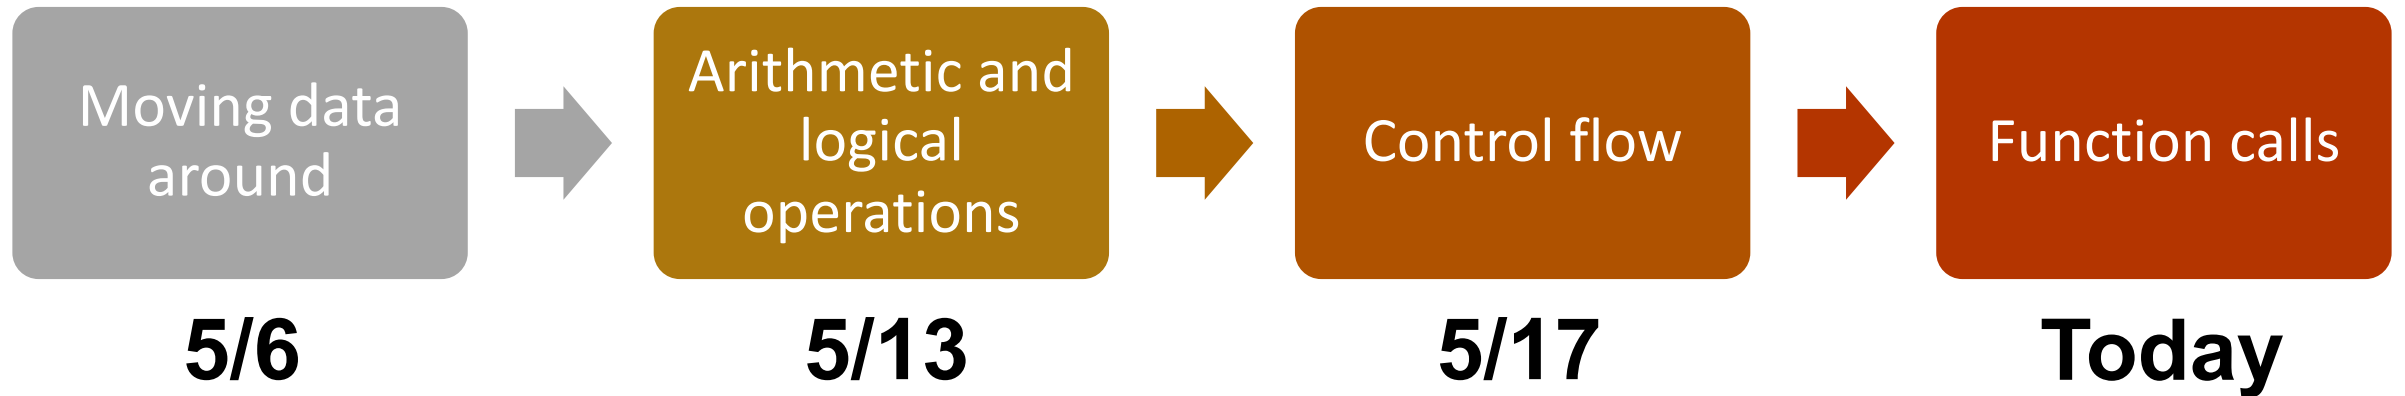 Moving data
around
Arithmetic and
logical
operations
Control flow
Function calls
5/6
5/13
5/17
Today